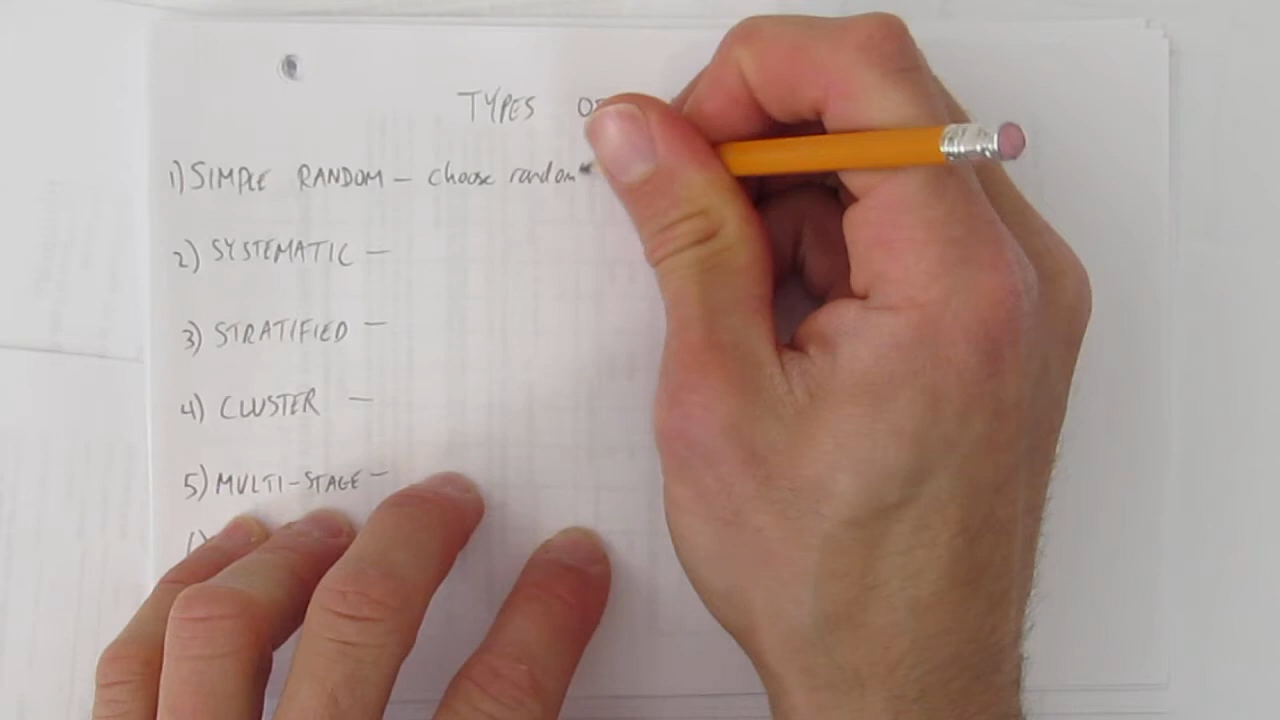 TYPES OF
1) SIMPLE RANDOM – choose random
2) SYSTEMATIC –
3) STRATIFIED –
4) CLUSTER –
5) MULTI-STAGE –